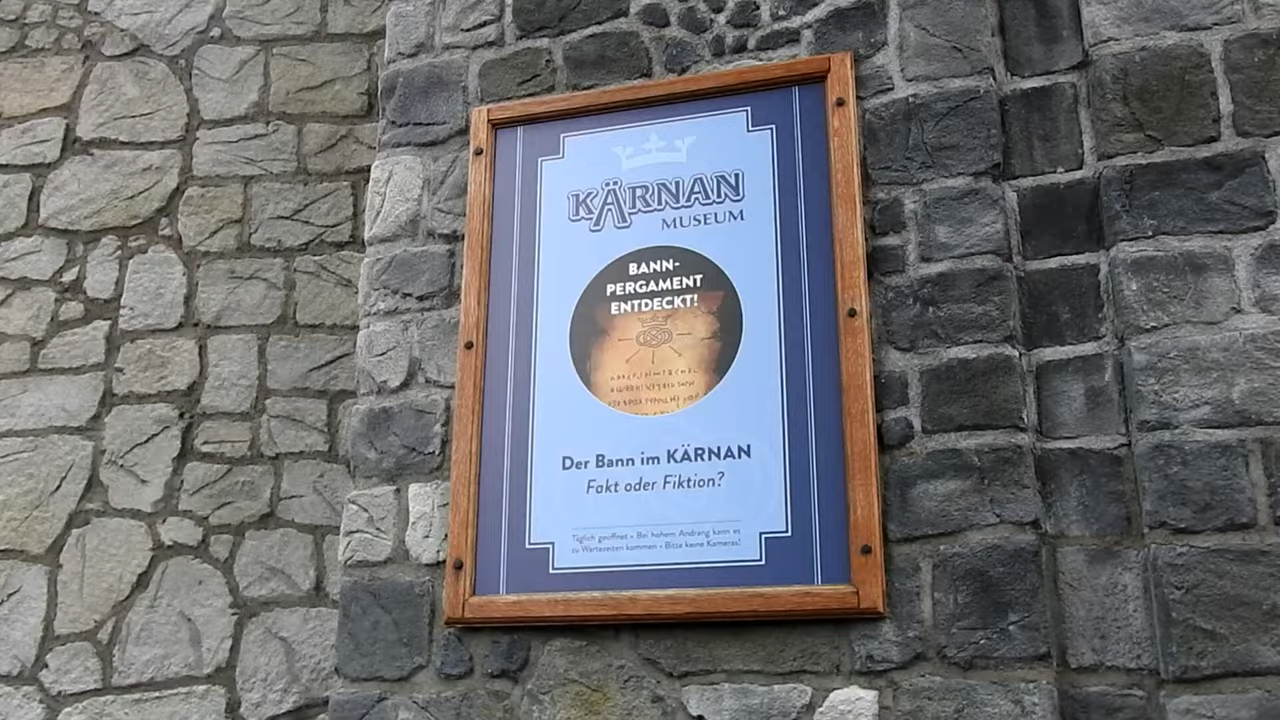 KÄRNAN
MUSEUM
BANN-
PERGAMENT
ENTDECKT!
Der Bann im KÄRNAN
Fakt oder Fiktion?
Täglich geöffnet • Bei hohem Andrang kann es
zu Wartezeiten kommen • Bitte keine Kameras!